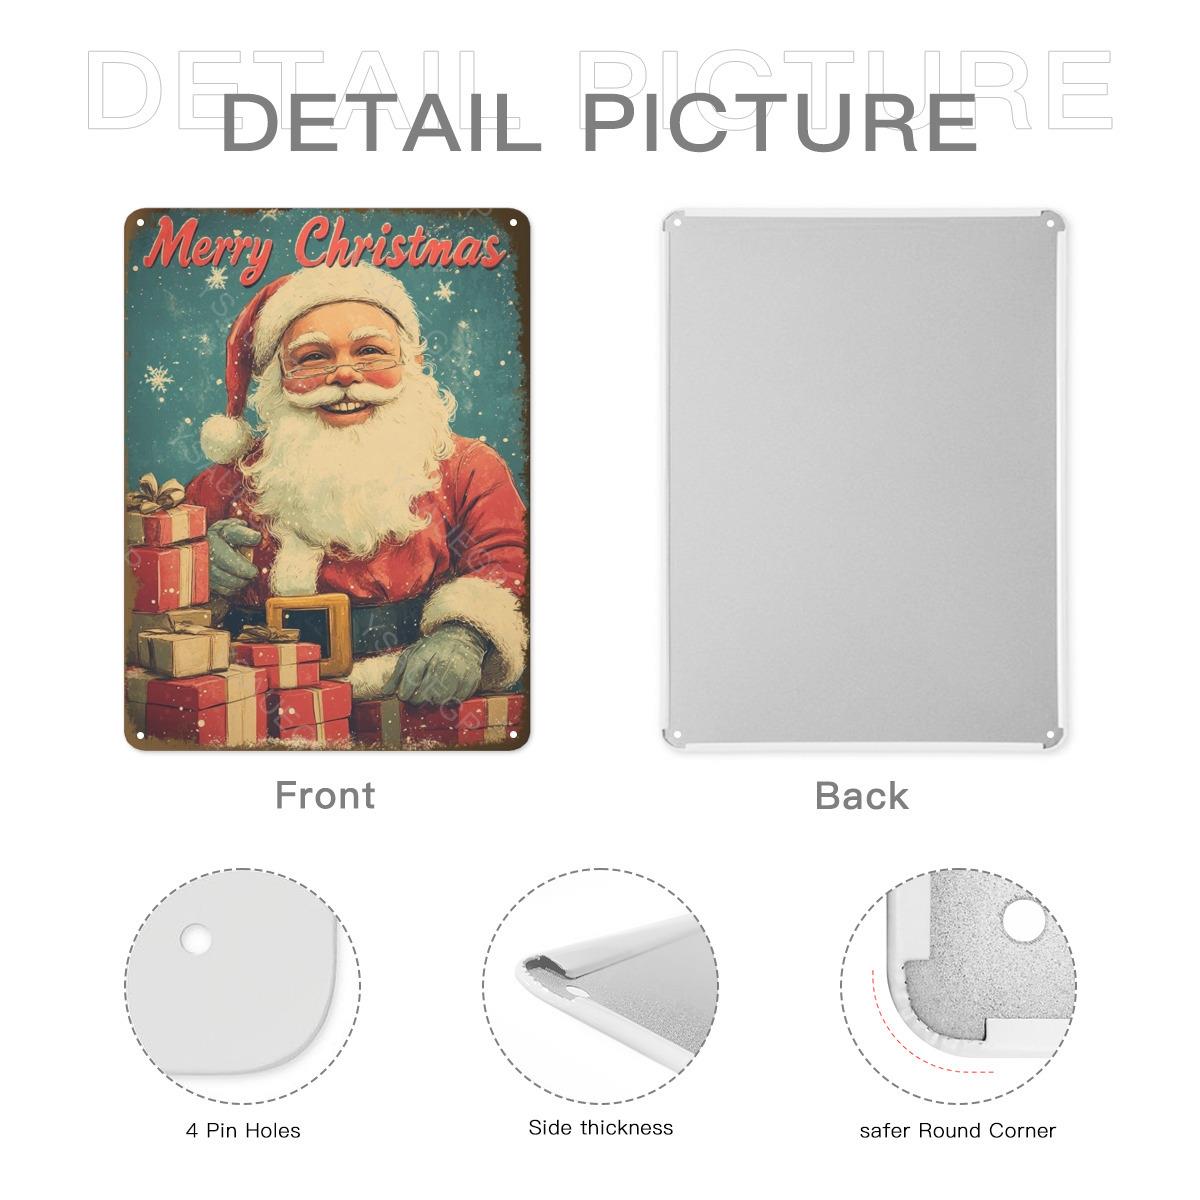 DETAIL PICTURE
DETAIL PICTURE
Merry Christmas
Front
Back
4 Pin Holes
Side thickness
safer Round Corner